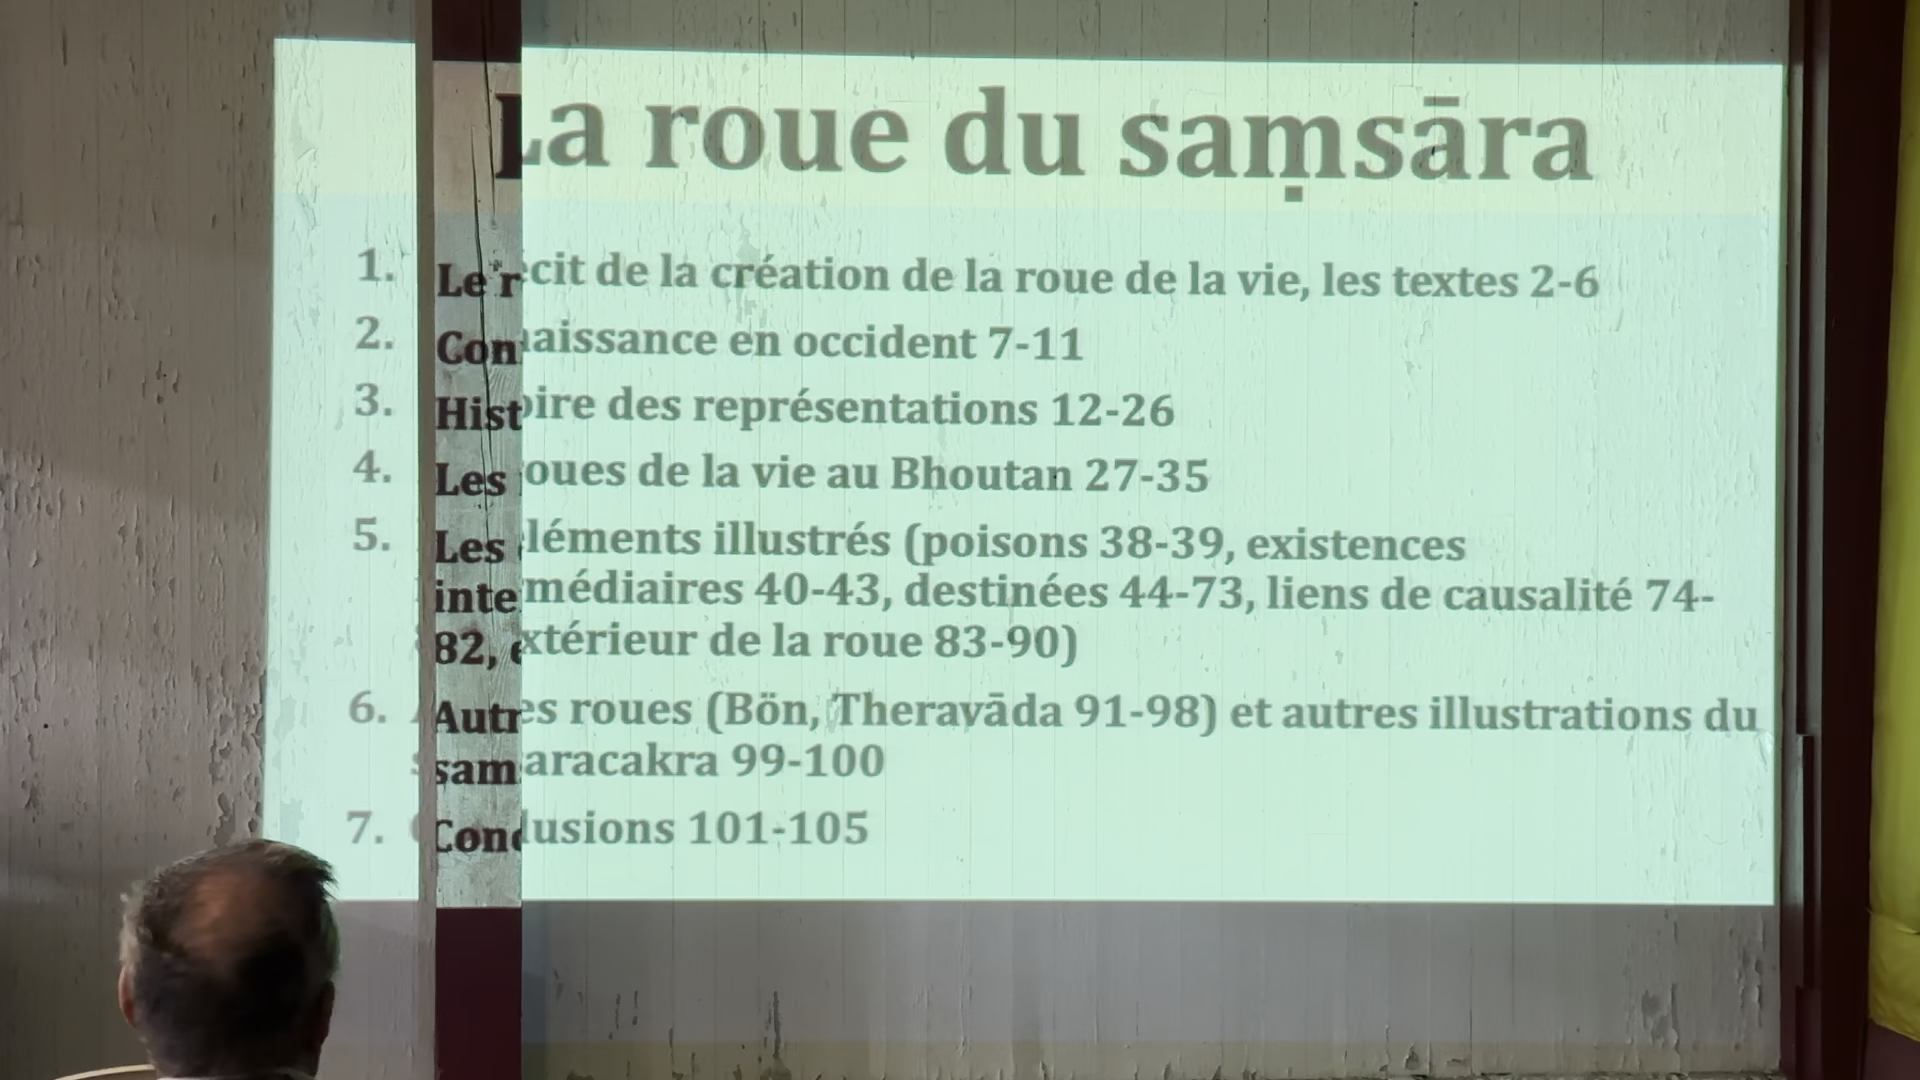 La roue du saṃsāra
1. Le récit de la création de la roue de la vie, les textes 2-6
2. Connaissance en occident 7-11
3. Histoire des représentations 12-26
4. Les roues de la vie au Bhoutan 27-35
5. Les éléments illustrés (poisons 38-39, existences
intermédiaires 40-43, destinées 44-73, liens de causalité 74-
82, extérieur de la roue 83-90)
6. Autres roues (Bön, Theravāda 91-98) et autres illustrations du
samsaracakra 99-100
7. Conclusions 101-105